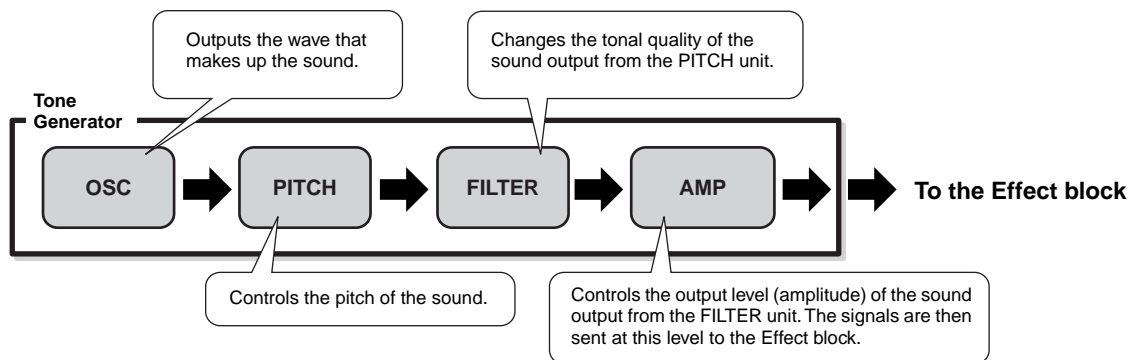 Outputs the wave that
makes up the sound.
Changes the tonal quality of the
sound output from the PITCH unit.
Tone
Generator
OSC
PITCH
FILTER
AMP
To the Effect block
Controls the pitch of the sound.
Controls the output level (amplitude) of the sound
output from the FILTER unit. The signals are then
sent at this level to the Effect block.